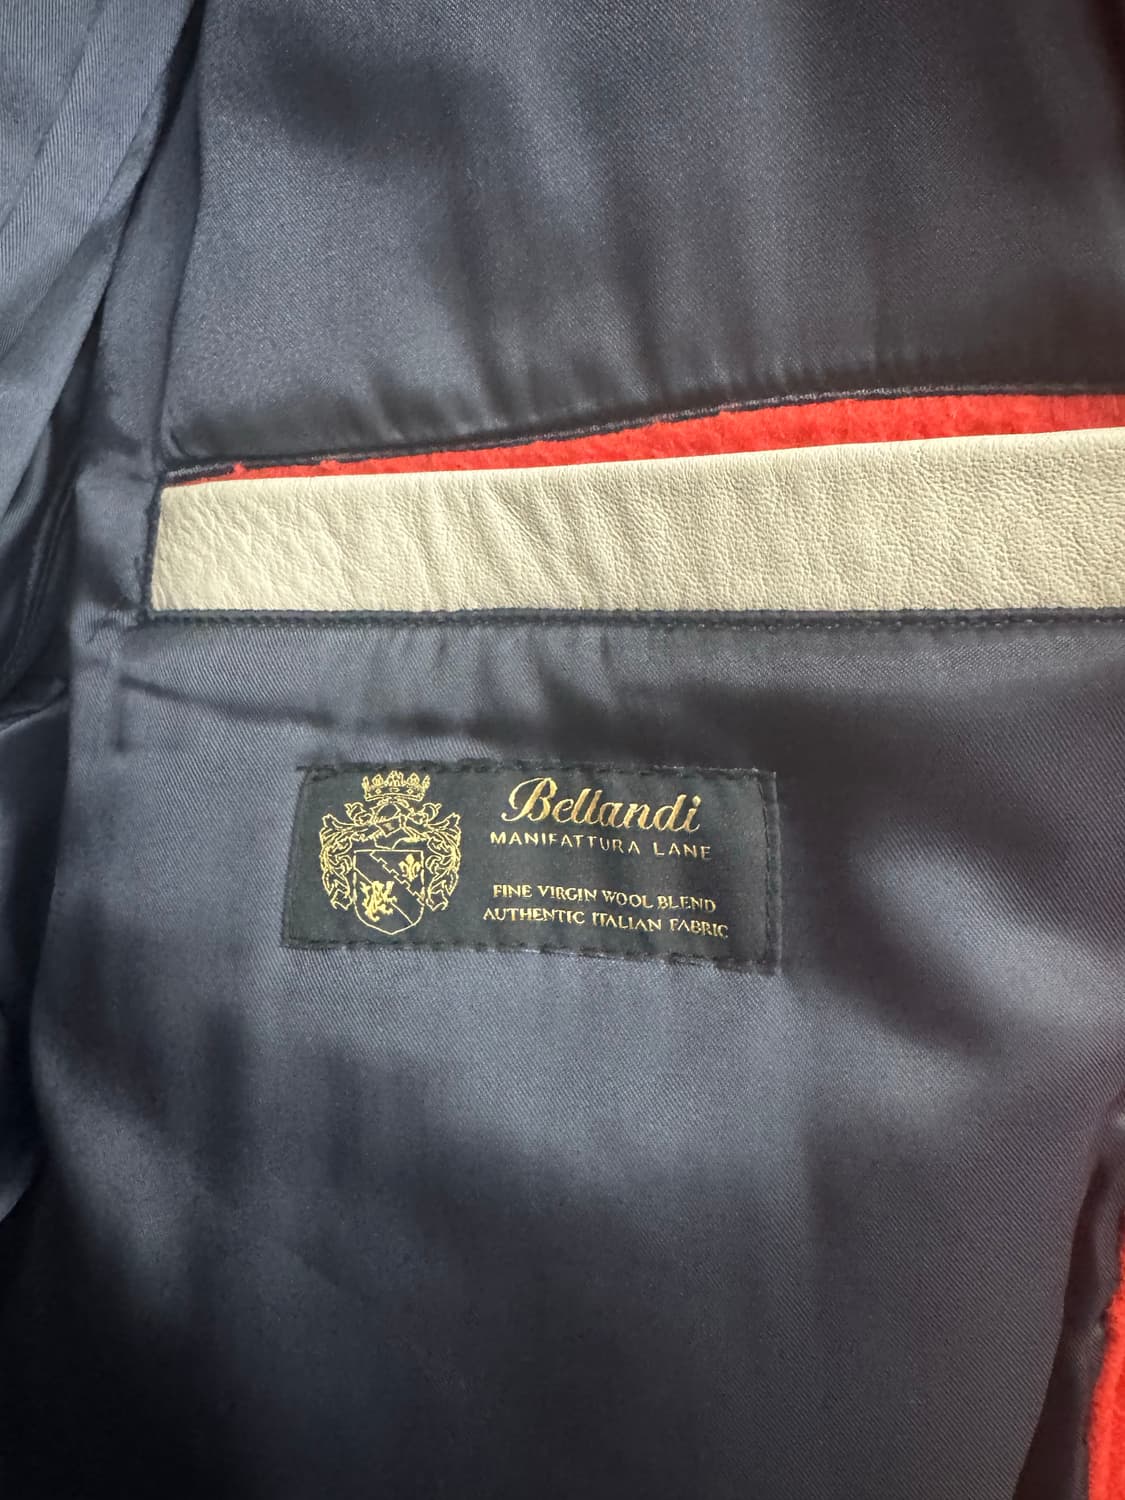 Bellandi
MANIFATTURA LANE
FINE VIRGIN WOOL BLEND
AUTHENTIC ITALIAN FABRIC